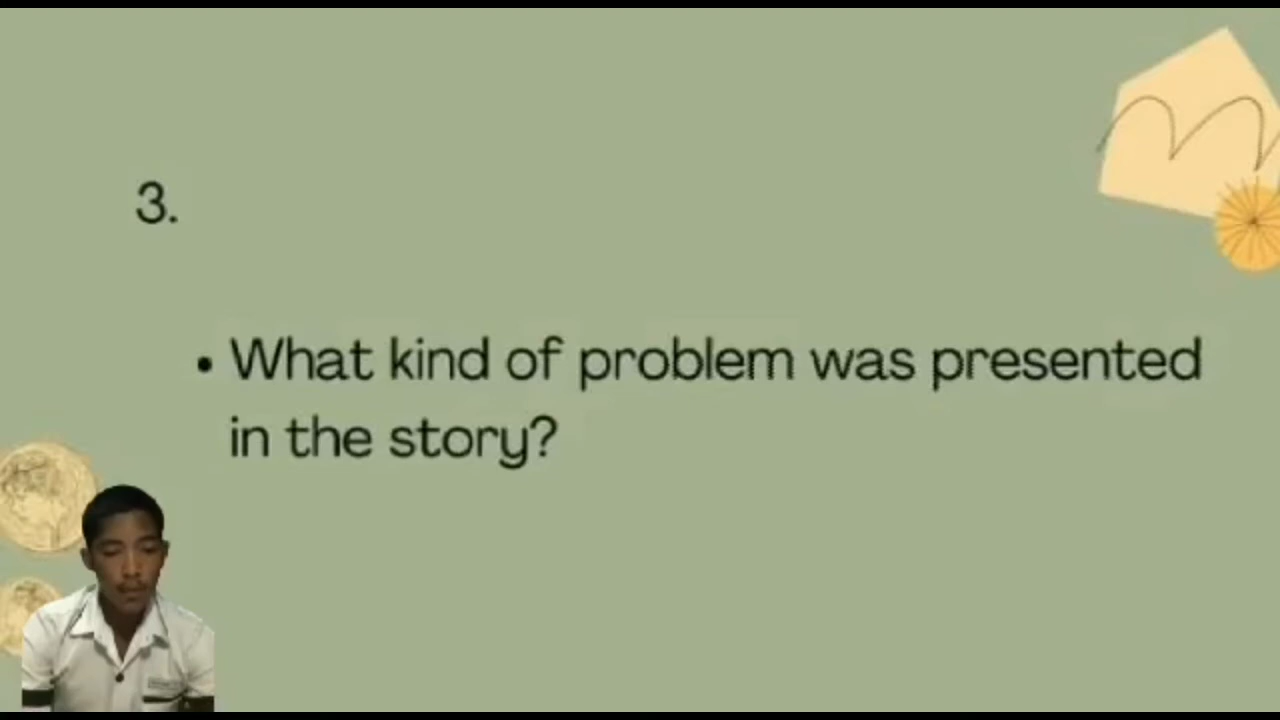 3.
• What kind of problem was presented
in the story?